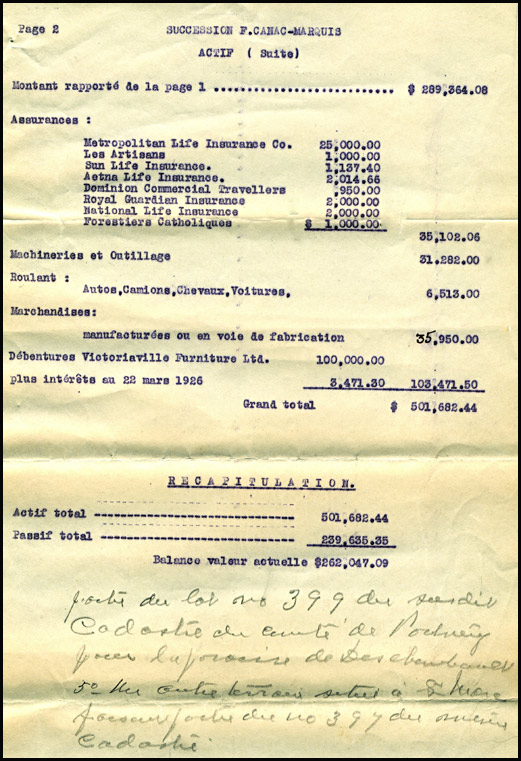 Page 2 SUCCESSION F.CANAC-MARQUIS
ACTIF ( Suite)
Montant rapporté de la page 1 .......................... $ 289,364.08
Assurances :
Metropolitan Life Insurance Co. 25,000.00
Les Artisans 1,000.00
Sun Life Insurance. 1,137.40
Aetna Life Insurance. 2,014.66
Dominion Commercial Travellers ,950.00
Royal Guardian Insurance 2,000.00
National Life Insurance 2,000.00
Forestiers Catholiques $ 1,000.00
35,102.06
Machineries et Outillage 31,282.00
Roulant :
Autos,Camions,Chevaux,Voitures, 6,513.00
Marchandises:
manufacturées ou en voie de fabrication 35,950.00
Débentures Victoriaville Furniture Ltd. 100,000.00
plus intérêts au 22 mars 1926 3,471.30 103,471.50
Grand total $ 501,682.44
RECAPITULATION.
Actif total ------------------------- 501,682.44
Passif total ------------------------- 239,635.35
Balance valeur actuelle $262,047.09
partie du lot no 399 du susdit
Cadastre du comté de Portneuf
pour la paroisse de Deschambault
5o Un autre terrain situé à
faisant partie du no 397 du même
Cadastre.